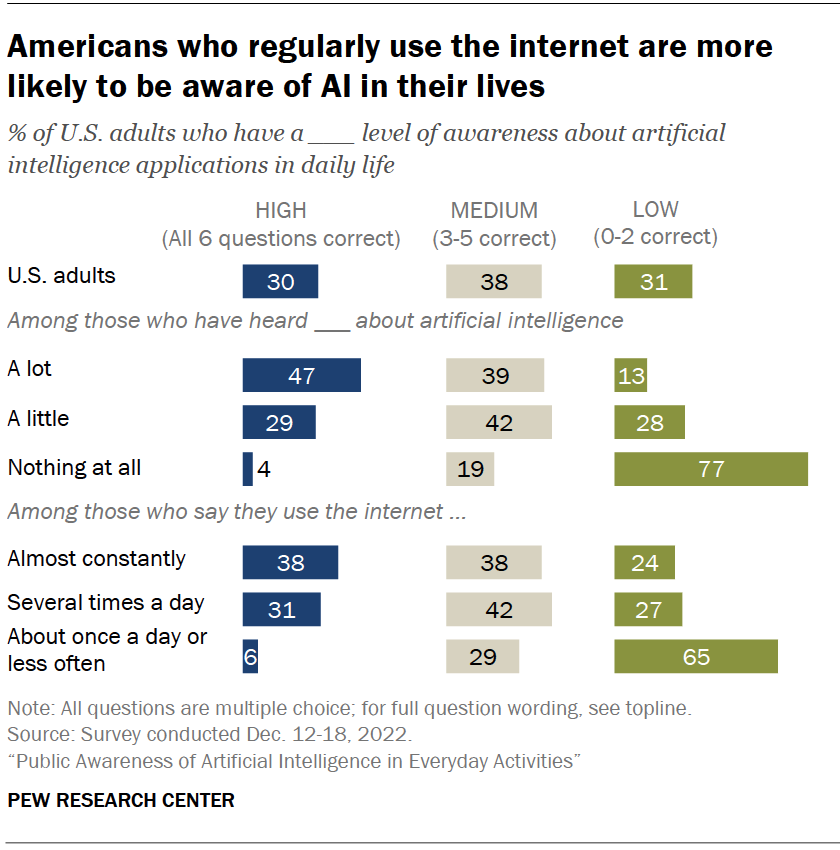 Americans who regularly use the internet are more
likely to be aware of AI in their lives
% of U.S. adults who have a ___ level of awareness about artificial
intelligence applications in daily life
HIGH MEDIUM LOW
(All 6 questions correct) (3-5 correct) (0-2 correct)
U.S. adults 30 38 31
Among those who have heard ___ about artificial intelligence
A lot 47 39 13
A little 29 42 28
Nothing at all 4 19 77
Among those who say they use the internet ...
Almost constantly 38 38 24
Several times a day 31 42 27
About once a day or
less often 6 29 65
Note: All questions are multiple choice; for full question wording, see topline.
Source: Survey conducted Dec. 12-18, 2022.
“Public Awareness of Artificial Intelligence in Everyday Activities”
PEW RESEARCH CENTER